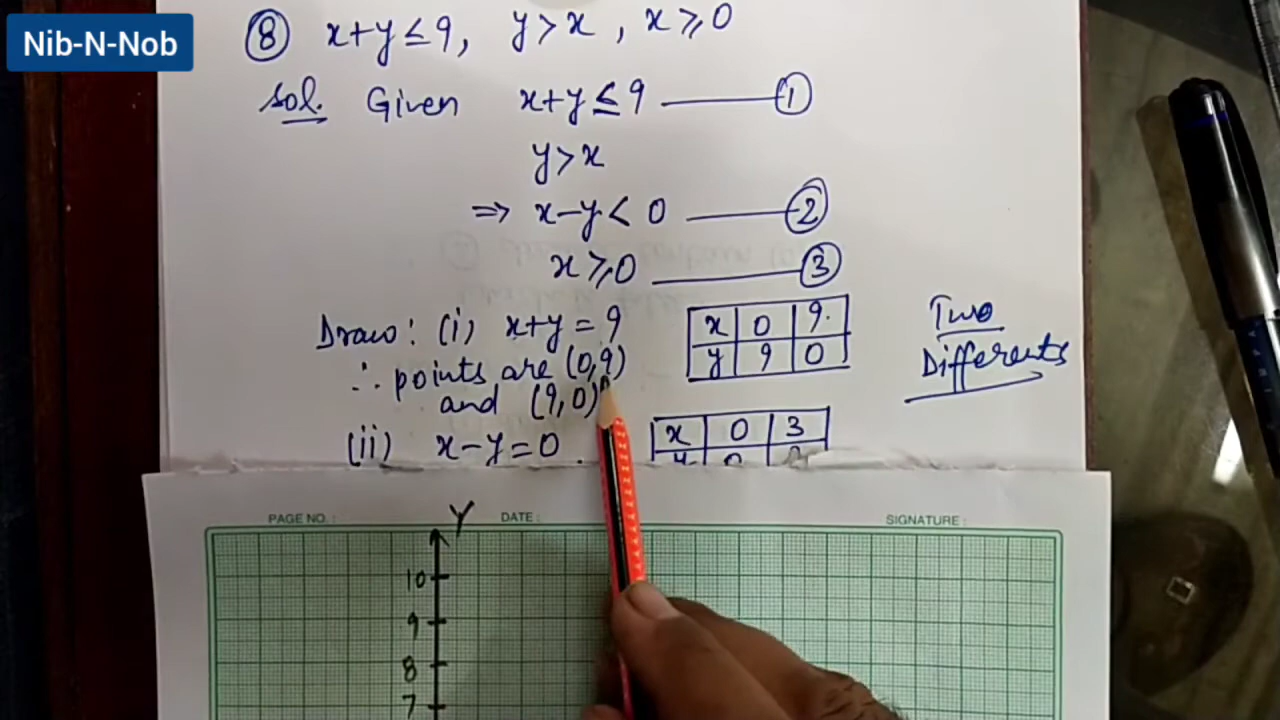 Nib-N-Nob
⑧ x+y≤9, y>x, x≥0
Sol. Given x+y≤9 ——— ①
y>x
⇒ x-y<0 ——— ②
x≥0 ——— ③
Draw: (i) x+y=9
x 0 9.
y 9 0
∴ points are (0,9)
and (9,0)
Two
Differents
(ii) x-y=0
x 0 3
y 0
PAGE NO.: DATE: SIGNATURE:
Y
10
9
8
7